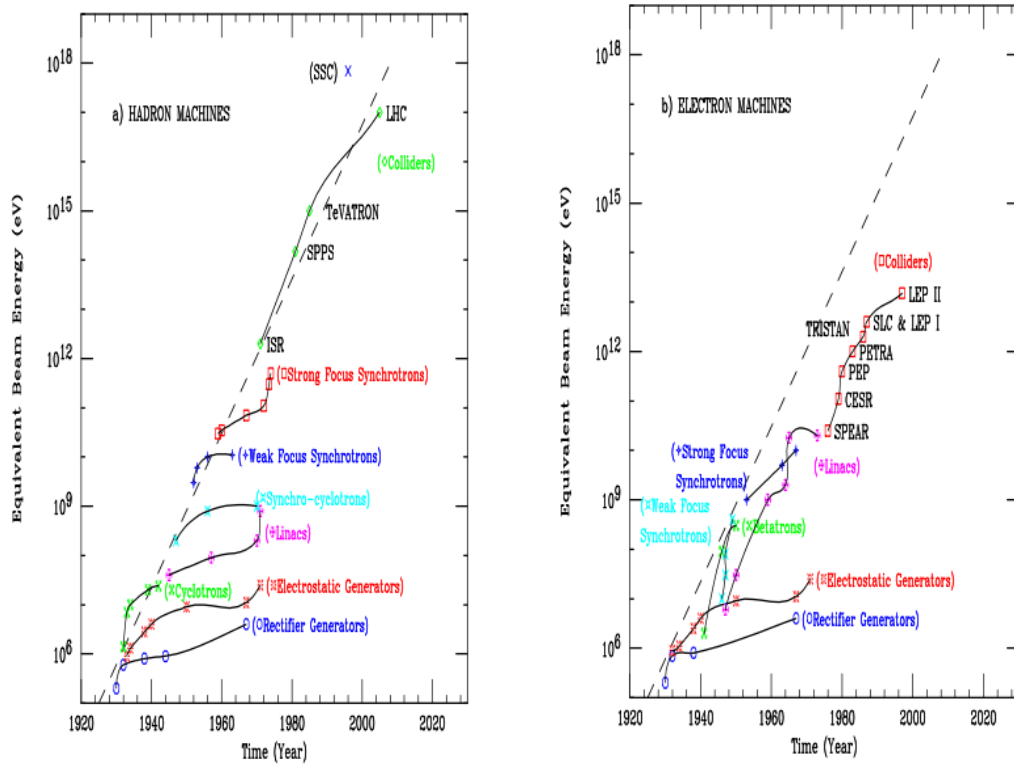 10^18
10^15
10^12
10^9
10^6
Equivalent Beam Energy (eV)
a) HADRON MACHINES
(SSC)
LHC
(◇Colliders)
TeVATRON
SPPS
ISR
(□Strong Focus Synchrotrons)
(+Weak Focus Synchrotrons)
(¤Synchro-cyclotrons)
(⌖Linacs)
(¤Cyclotrons)
(¤Electrostatic Generators)
(○Rectifier Generators)
1920 1940 1960 1980 2000 2020
Time (Year)
10^18
10^15
10^12
10^9
10^6
Equivalent Beam Energy (eV)
b) ELECTRON MACHINES
(□Colliders)
LEP II
SLC & LEP I
TRISTAN
PETRA
PEP
CESR
SPEAR
(+Strong Focus
Synchrotrons)
(⌖Linacs)
(¤Weak Focus
Synchrotrons)
(¤Betatrons)
(¤Electrostatic Generators)
(○Rectifier Generators)
1920 1940 1960 1980 2000 2020
Time (Year)